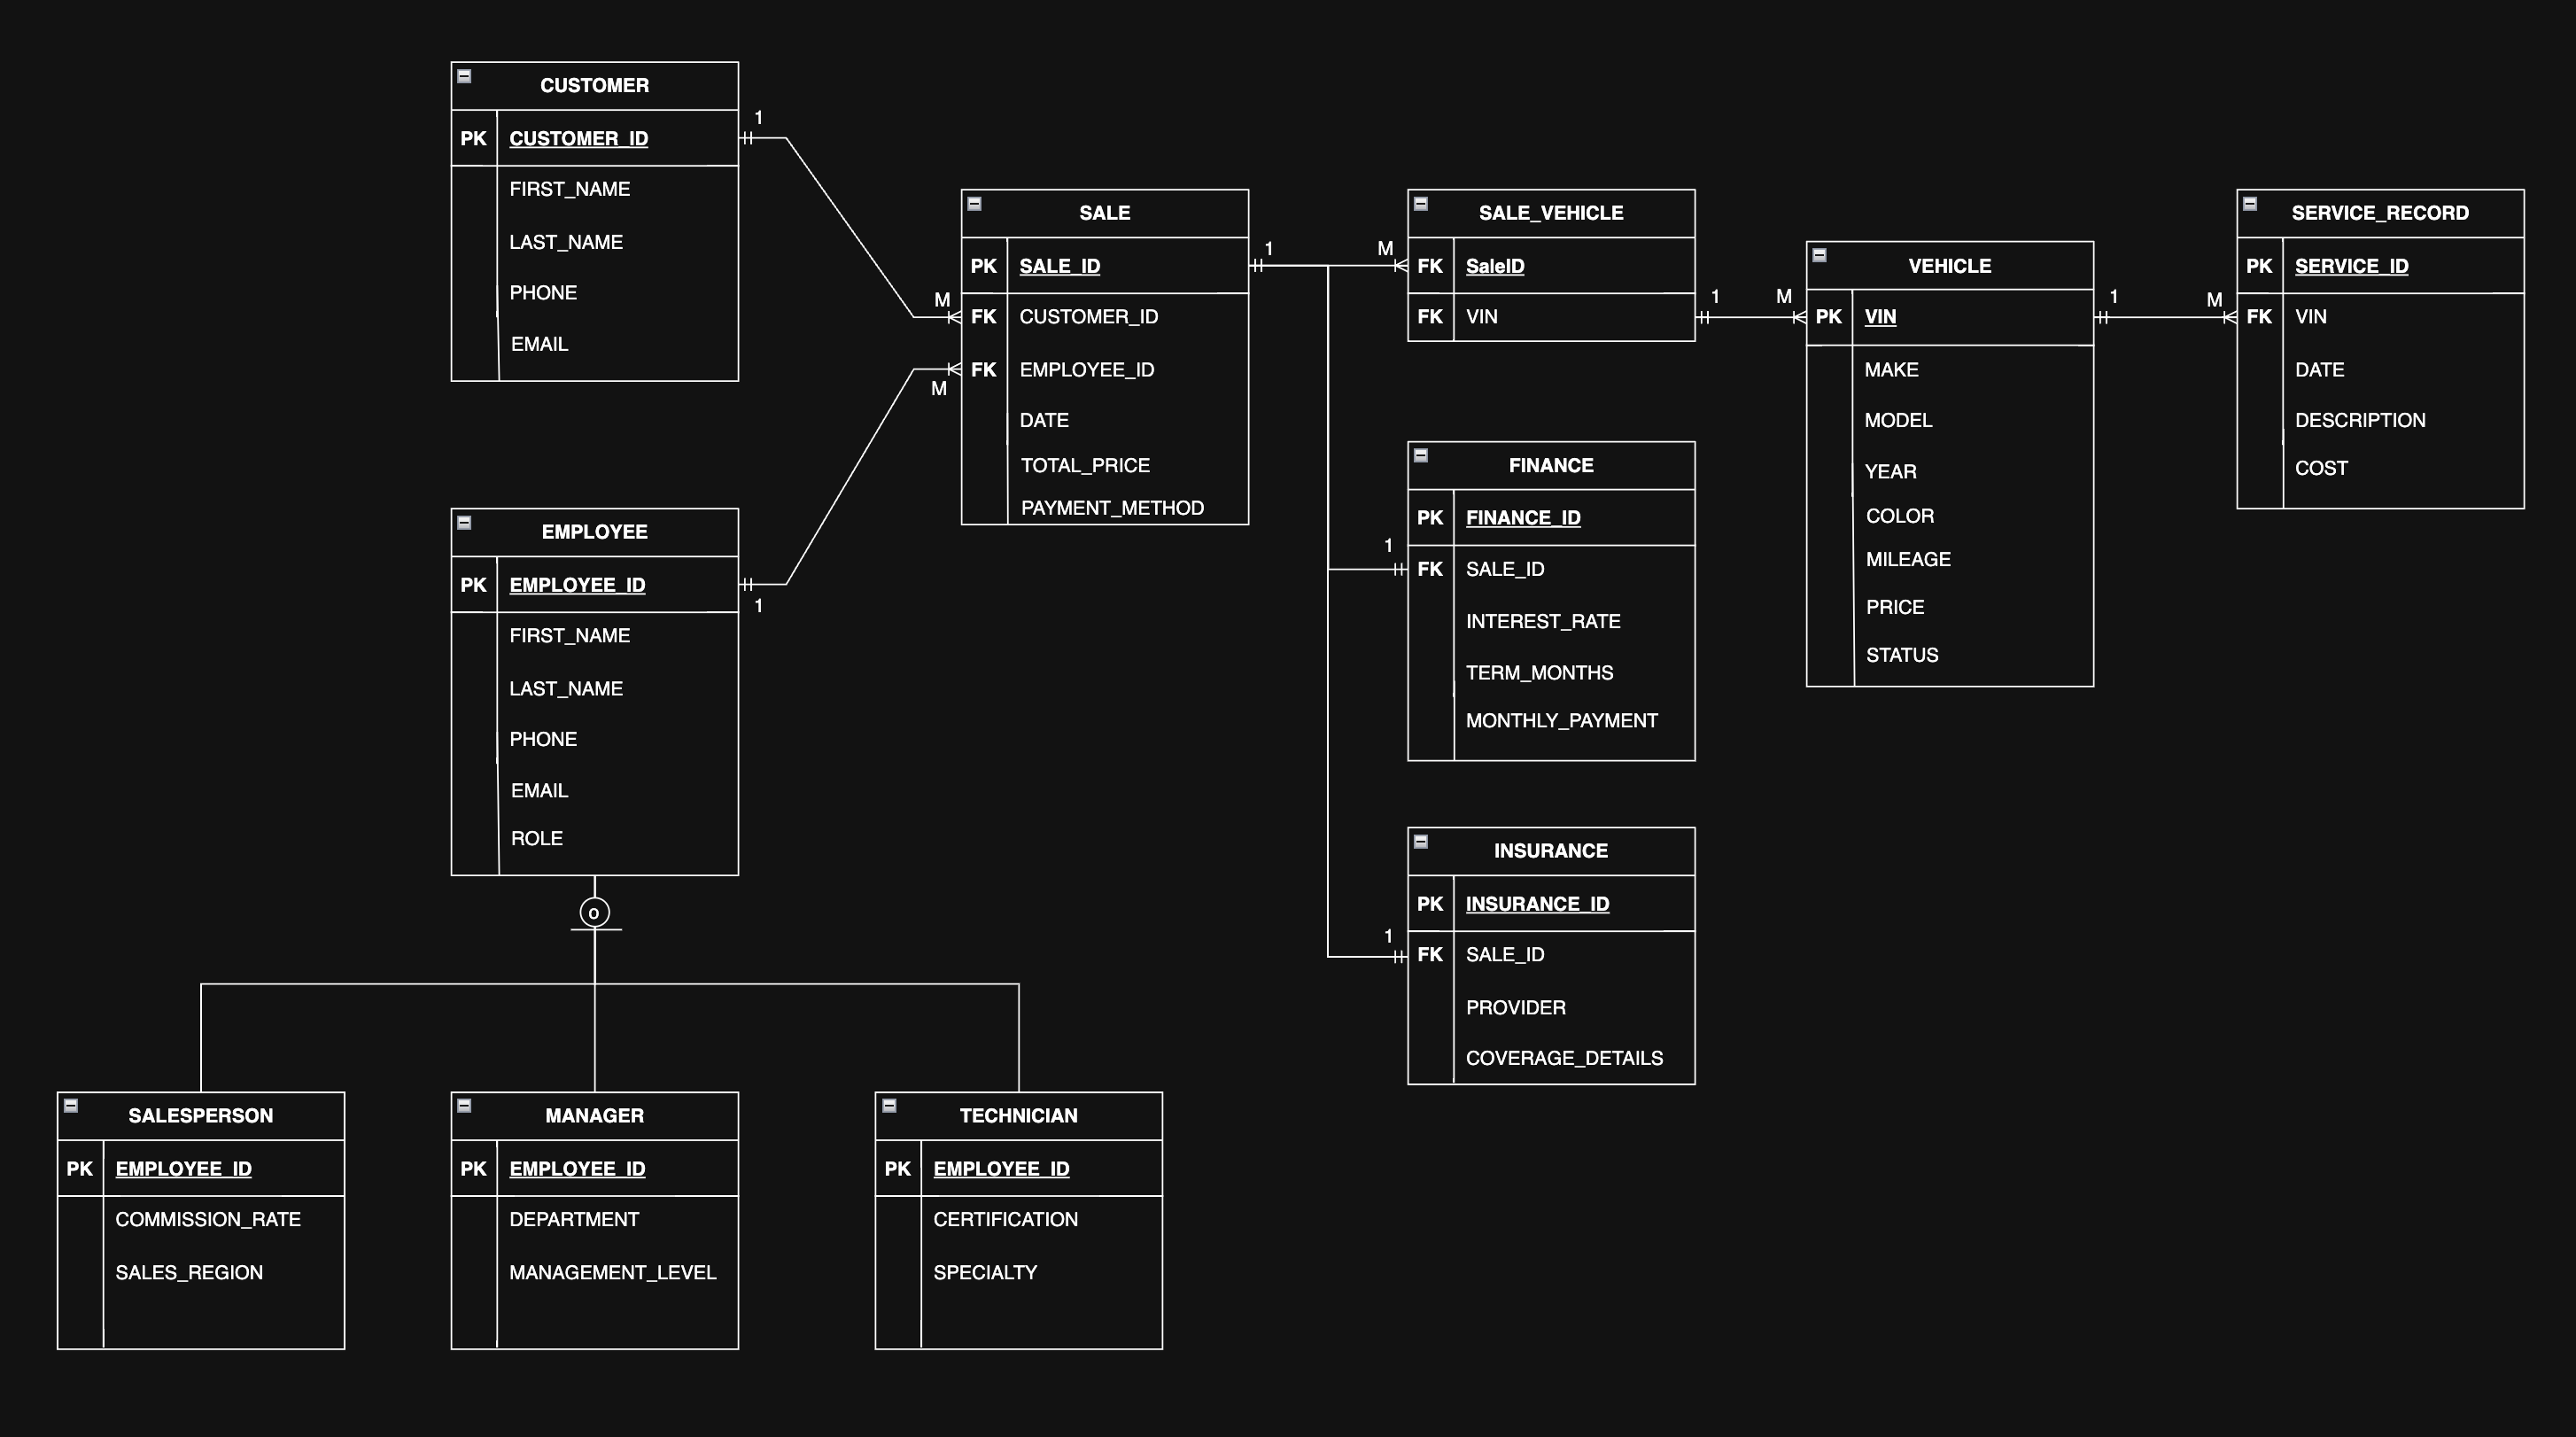 CUSTOMER
PK CUSTOMER_ID
FIRST_NAME
LAST_NAME
PHONE
EMAIL
1
M
SALE
PK SALE_ID
FK CUSTOMER_ID
FK EMPLOYEE_ID
DATE
TOTAL_PRICE
PAYMENT_METHOD
M
1
EMPLOYEE
PK EMPLOYEE_ID
FIRST_NAME
LAST_NAME
PHONE
EMAIL
ROLE
o
1 M
SALE_VEHICLE
FK SaleID
FK VIN
1 M
VEHICLE
PK VIN
MAKE
MODEL
YEAR
COLOR
MILEAGE
PRICE
STATUS
1 M
SERVICE_RECORD
PK SERVICE_ID
FK VIN
DATE
DESCRIPTION
COST
FINANCE
PK FINANCE_ID
1
FK SALE_ID
INTEREST_RATE
TERM_MONTHS
MONTHLY_PAYMENT
INSURANCE
PK INSURANCE_ID
1
FK SALE_ID
PROVIDER
COVERAGE_DETAILS
SALESPERSON
PK EMPLOYEE_ID
COMMISSION_RATE
SALES_REGION
MANAGER
PK EMPLOYEE_ID
DEPARTMENT
MANAGEMENT_LEVEL
TECHNICIAN
PK EMPLOYEE_ID
CERTIFICATION
SPECIALTY